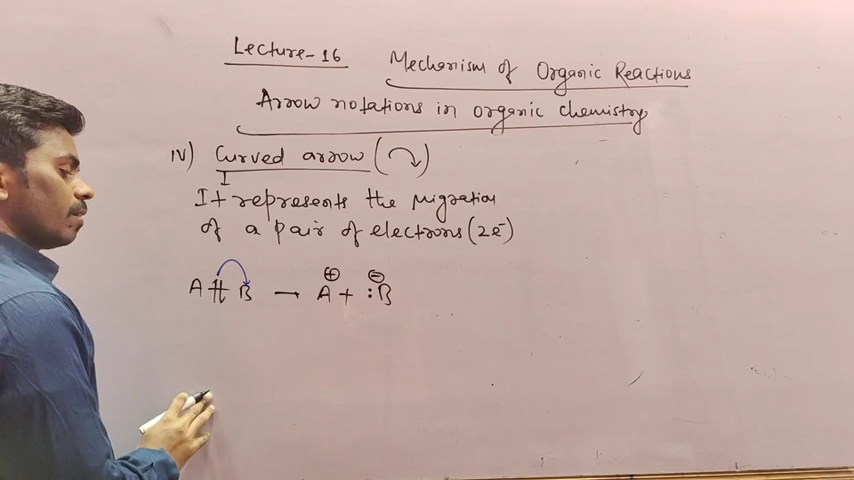 Lecture-16
Mechanism of Organic Reactions
Arrow notations in organic chemistry
IV) Curved arrow (↷)
It represents the migration
of a pair of electrons (2e⁻)
A⇅B → A⊕ + :B⊖